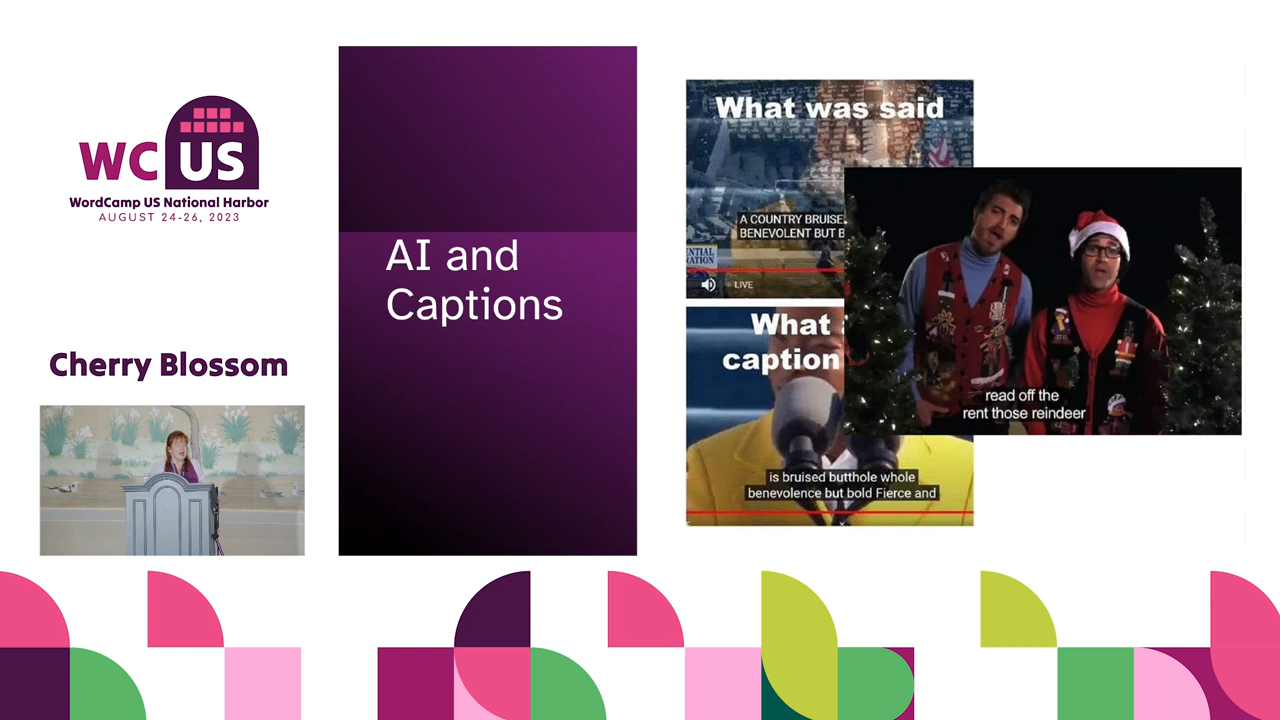 WC US
WordCamp US National Harbor
AUGUST 24-26, 2023
Cherry Blossom
AI and
Captions
What was said
A COUNTRY BRUISE
BENEVOLENT BUT B
ENTIAL
RATION
LIVE
What
caption
is bruised butthole whole
benevolence but bold Fierce and
read off the
rent those reindeer